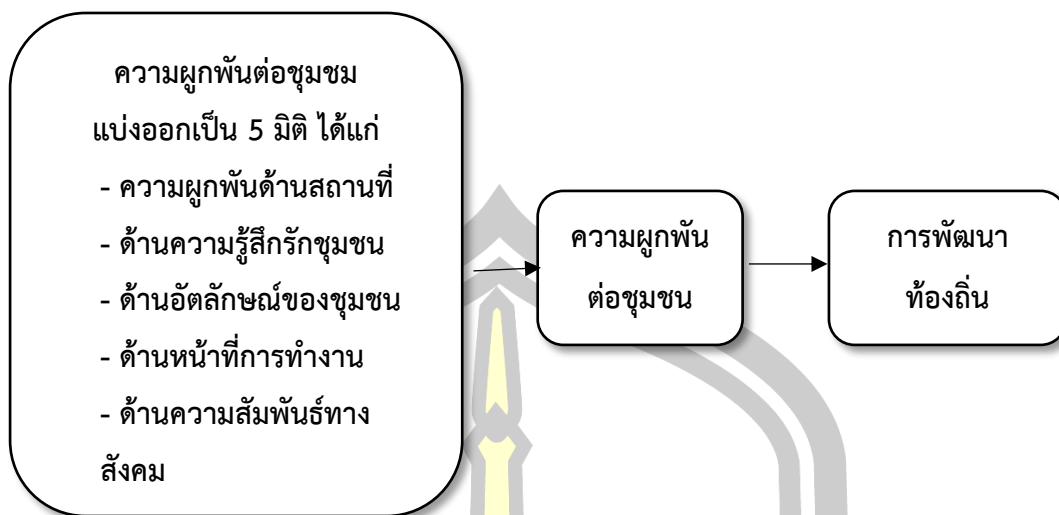 ความผูกพันต่อชุมชม
แบ่งออกเป็น 5 มิติ ได้แก่
- ความผูกพันด้านสถานที่
- ด้านความรู้สึกรักชุมชน
- ด้านอัตลักษณ์ของชุมชน
- ด้านหน้าที่การทำงาน
- ด้านความสัมพันธ์ทาง
สังคม
ความผูกพัน
ต่อชุมชน
การพัฒนา
ท้องถิ่น